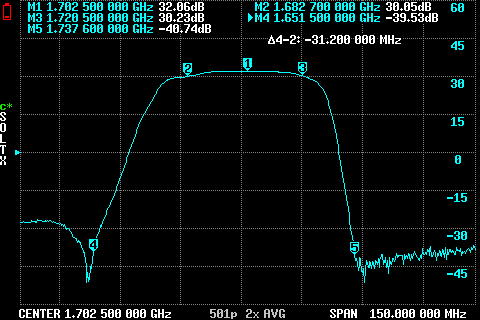 M1 1.702 500 000 GHz 32.06dB M2 1.682 700 000 GHz 30.05dB
M3 1.720 500 000 GHz 30.23dB ▶M4 1.651 500 000 GHz -39.53dB
M5 1.737 600 000 GHz -40.74dB
60
Δ4-2: -31.200 000 MHz
45
1
2
3
30
C*
S
O
L
T
X
15
0
-15
-30
4
5
-45
CENTER 1.702 500 000 GHz 501p 2x AVG SPAN 150.000 000 MHz